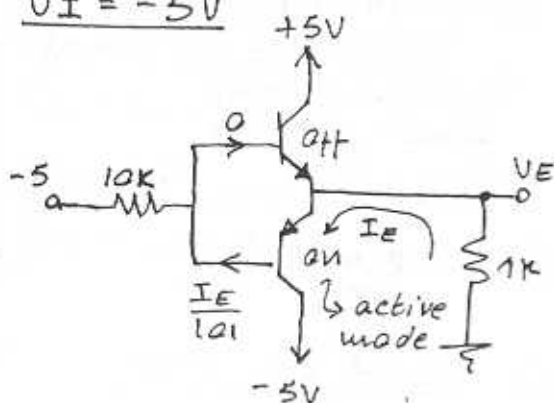 VI = -5V
+5V
0
off
-5
10K
VE
IE
on
1K
IE
101
↳ active
mode
-5V